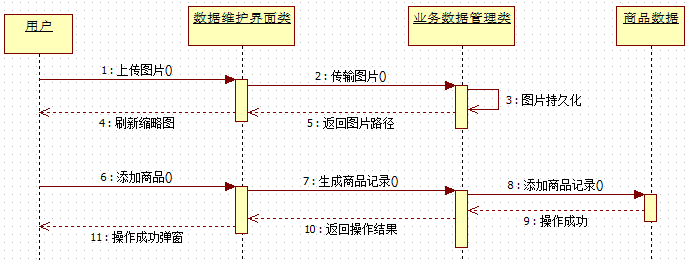 用户
数据维护界面类
业务数据管理类
商品数据
1 : 上传图片()
2 : 传输图片()
3 : 图片持久化
4 : 刷新缩略图
5 : 返回图片路径
6 : 添加商品()
7 : 生成商品记录()
8 : 添加商品记录()
9 : 操作成功
10 : 返回操作结果
11 : 操作成功弹窗